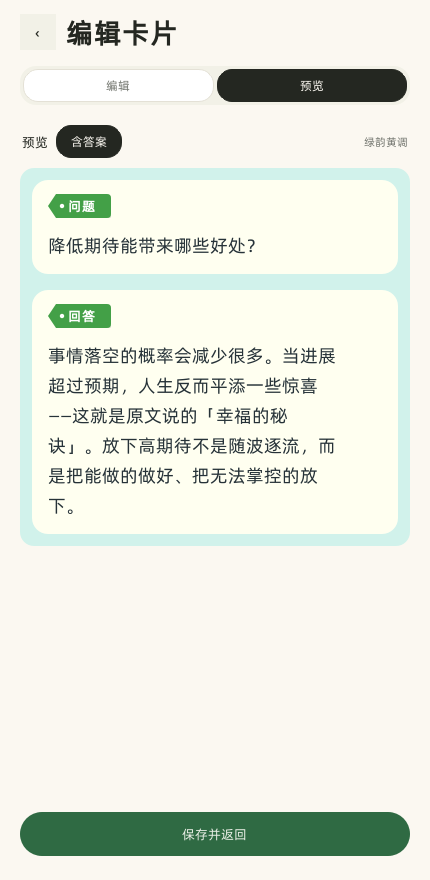 ‹ 编辑卡片
编辑 预览
预览 含答案 绿韵黄调
• 问题
降低期待能带来哪些好处?
• 回答
事情落空的概率会减少很多。当进展
超过预期，人生反而平添一些惊喜
——这就是原文说的「幸福的秘
诀」。放下高期待不是随波逐流，而
是把能做的做好、把无法掌控的放
下。
保存并返回